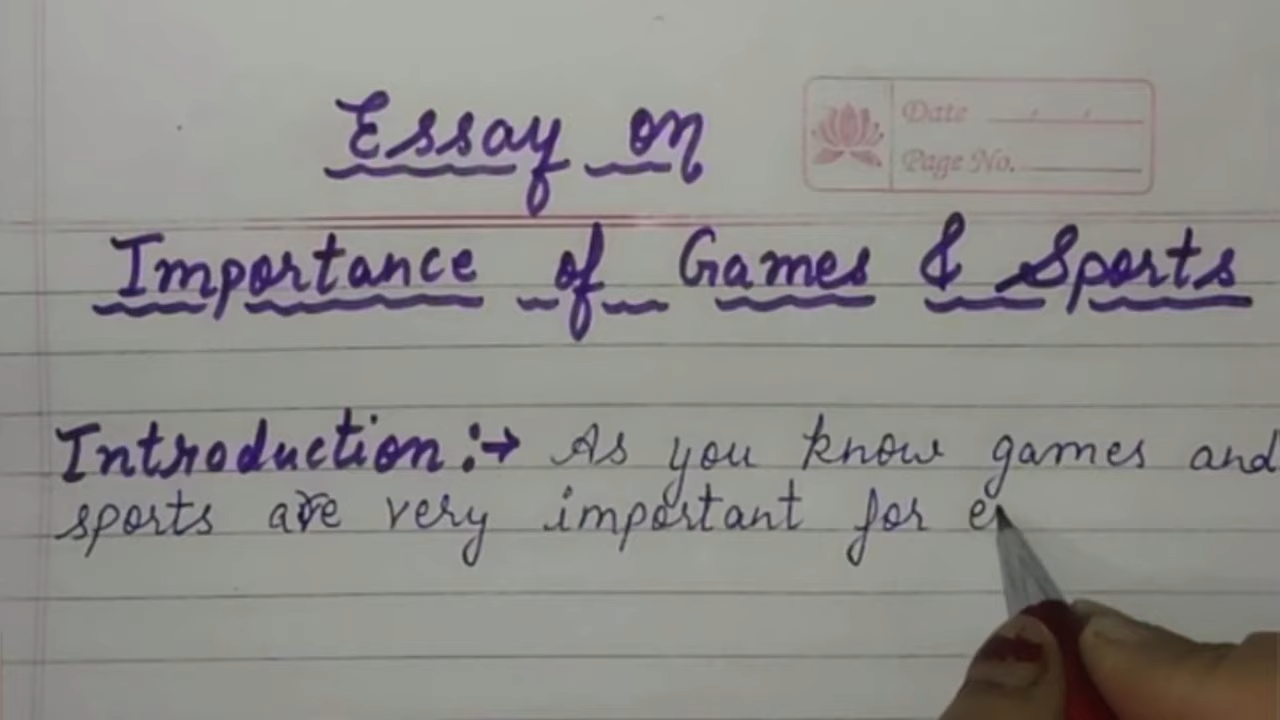 Essay on
Date / /
Page No.
Importance of Games & Sports
Introduction:→ As you know games and
sports are very important for e